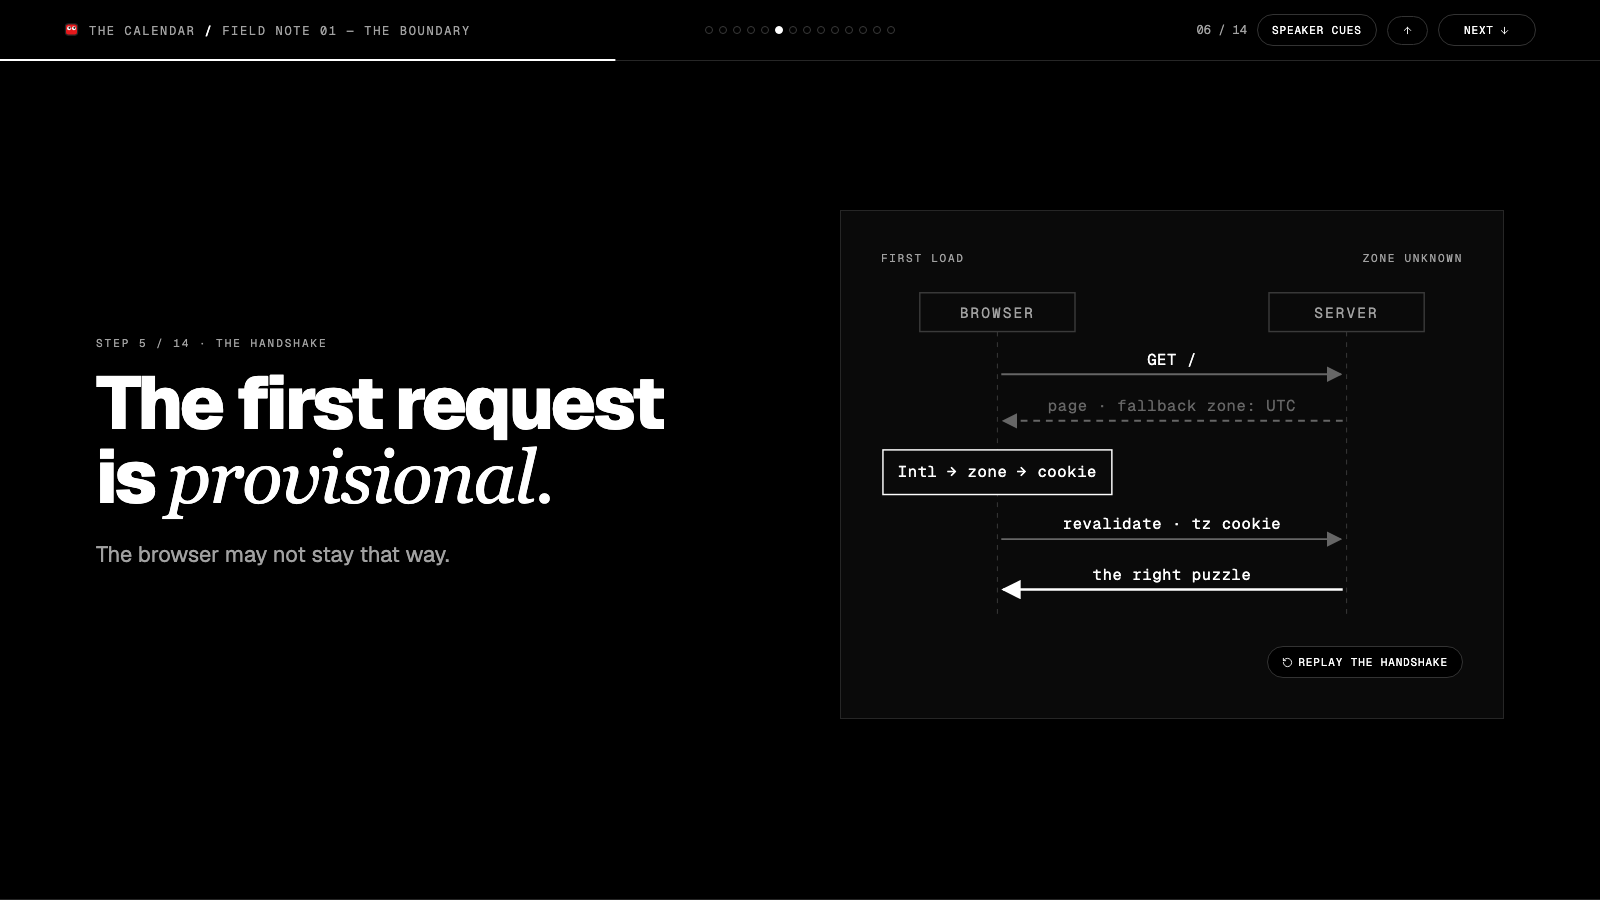 THE CALENDAR / FIELD NOTE 01 — THE BOUNDARY
06 / 14
SPEAKER CUES
↑
NEXT ↓
STEP 5 / 14 · THE HANDSHAKE
The first request
is provisional.
The browser may not stay that way.
FIRST LOAD
ZONE UNKNOWN
BROWSER
SERVER
GET /
page · fallback zone: UTC
Intl → zone → cookie
revalidate · tz cookie
the right puzzle
REPLAY THE HANDSHAKE